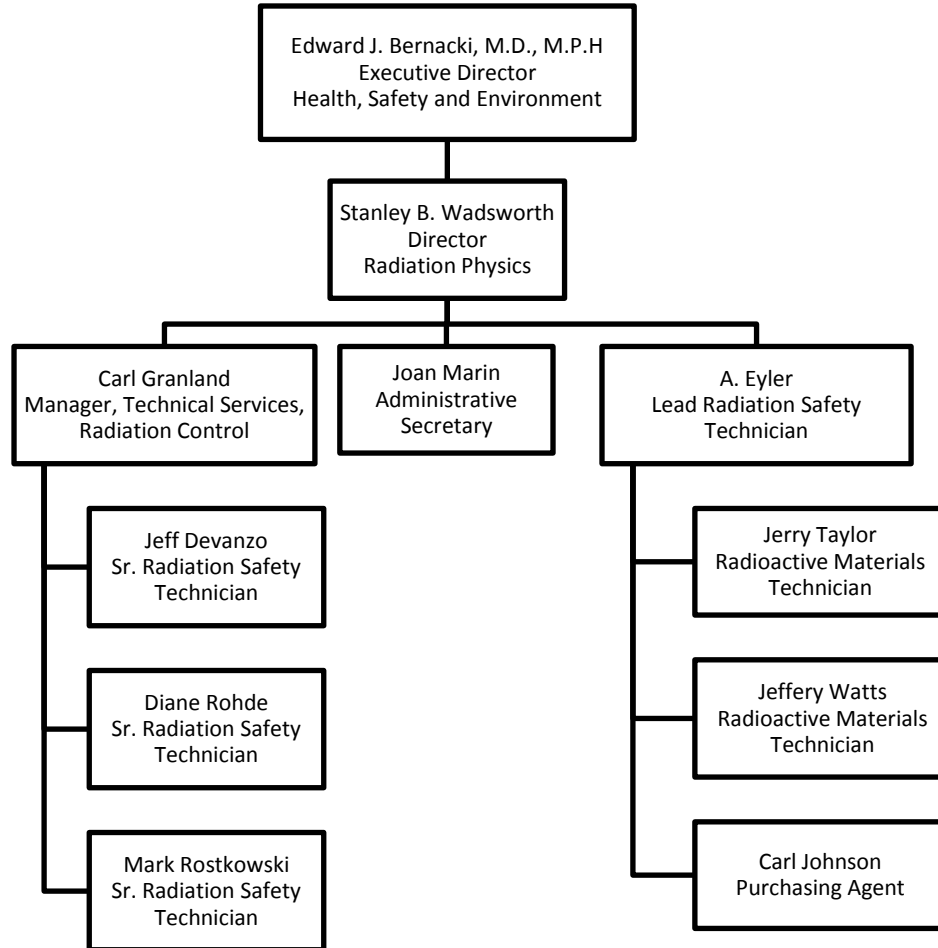 Edward J. Bernacki, M.D., M.P.H
Executive Director
Health, Safety and Environment
Stanley B. Wadsworth
Director
Radiation Physics
Carl Granland
Manager, Technical Services,
Radiation Control
Joan Marin
Administrative
Secretary
A. Eyler
Lead Radiation Safety
Technician
Jeff Devanzo
Sr. Radiation Safety
Technician
Diane Rohde
Sr. Radiation Safety
Technician
Mark Rostkowski
Sr. Radiation Safety
Technician
Jerry Taylor
Radioactive Materials
Technician
Jeffery Watts
Radioactive Materials
Technician
Carl Johnson
Purchasing Agent